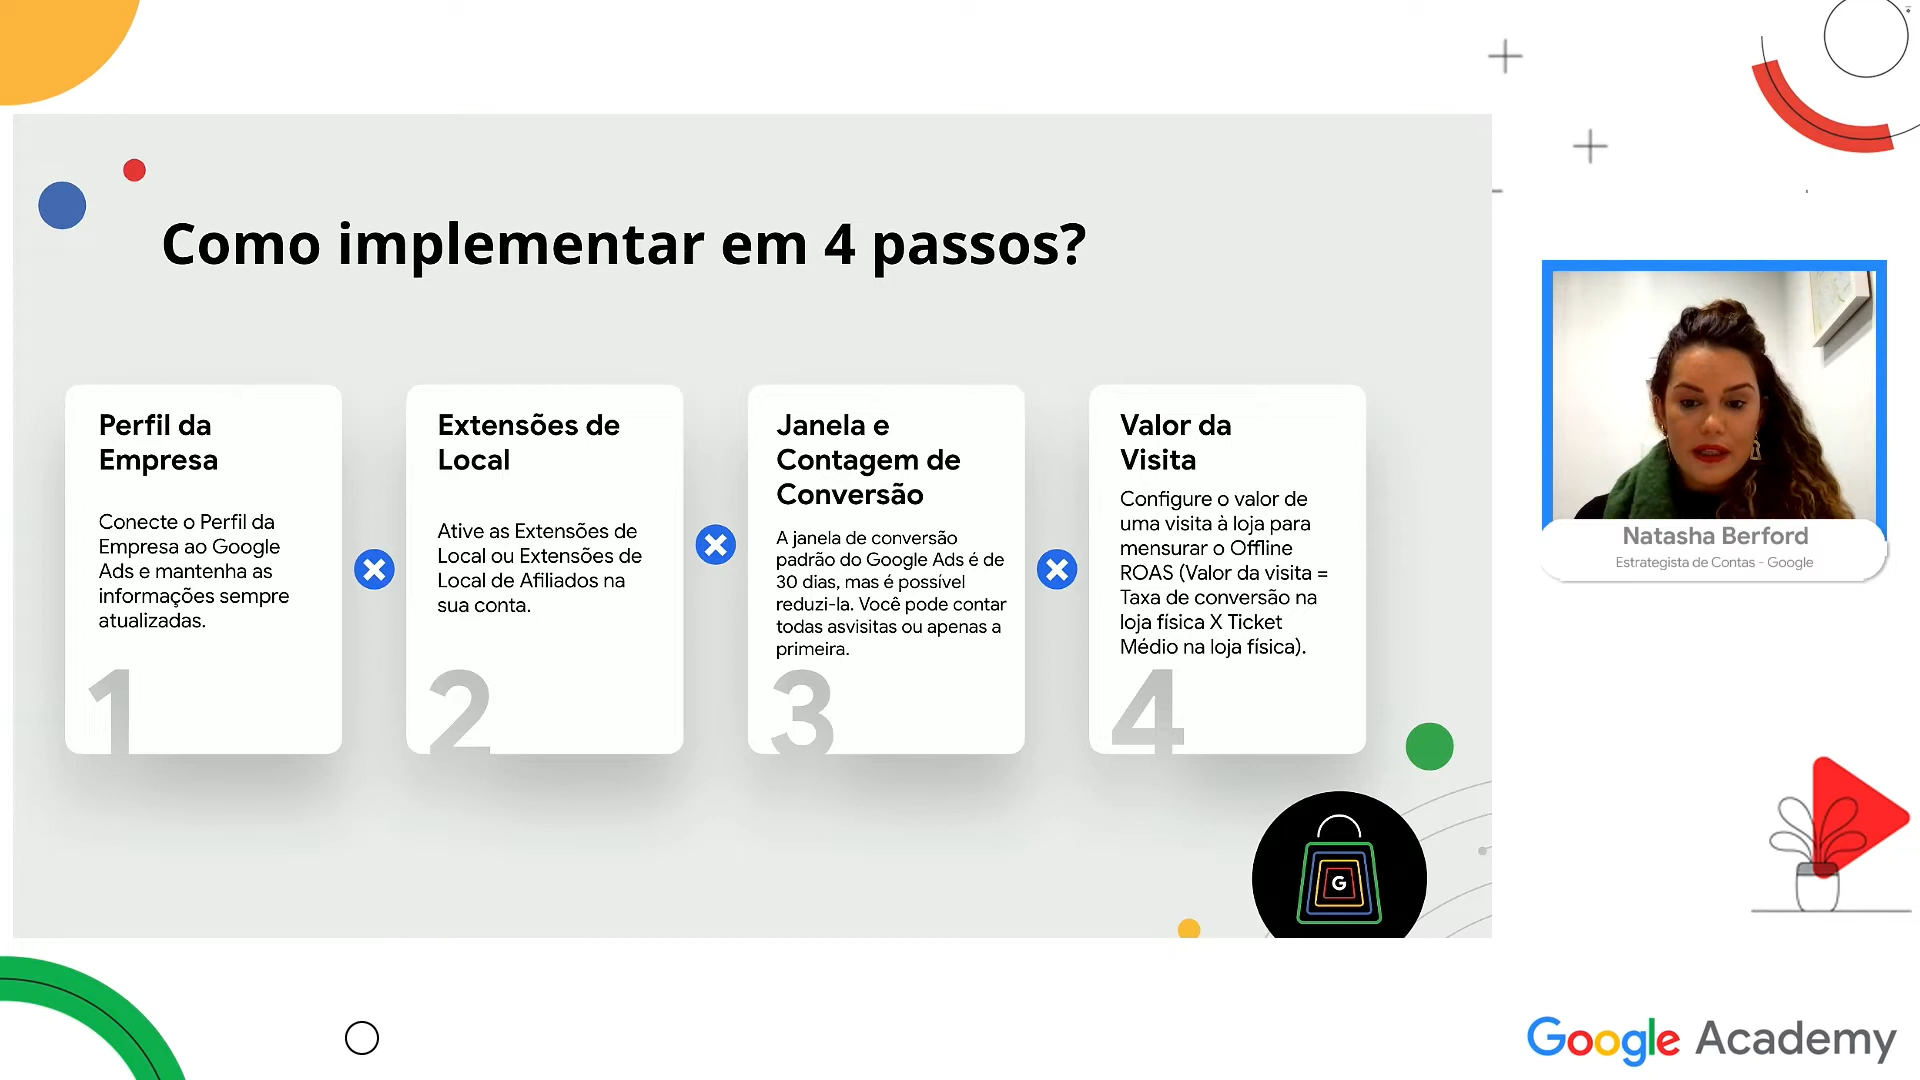 Como implementar em 4 passos?
Perfil da
Empresa
Conecte o Perfil da
Empresa ao Google
Ads e mantenha as
informações sempre
atualizadas.
1
Extensões de
Local
Ative as Extensões de
Local ou Extensões de
Local de Afiliados na
sua conta.
2
Janela e
Contagem de
Conversão
A janela de conversão
padrão do Google Ads é de
30 dias, mas é possível
reduzi-la. Você pode contar
todas asvisitas ou apenas a
primeira.
3
Valor da
Visita
Configure o valor de
uma visita à loja para
mensurar o Offline
ROAS (Valor da visita =
Taxa de conversão na
loja física X Ticket
Médio na loja física).
4
G
Natasha Berford
Estrategista de Contas - Google
Google Academy